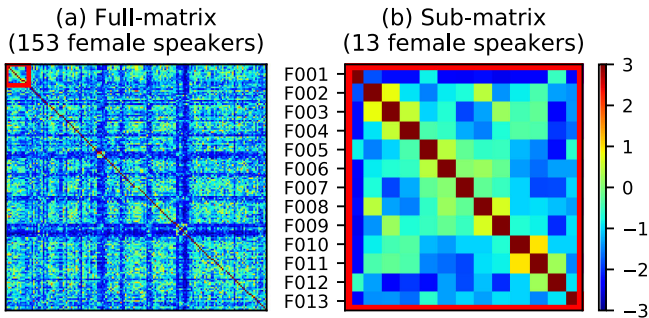 (a) Full-matrix
(153 female speakers)
(b) Sub-matrix
(13 female speakers)
F001
F002
F003
F004
F005
F006
F007
F008
F009
F010
F011
F012
F013
3
2
1
0
−1
−2
−3